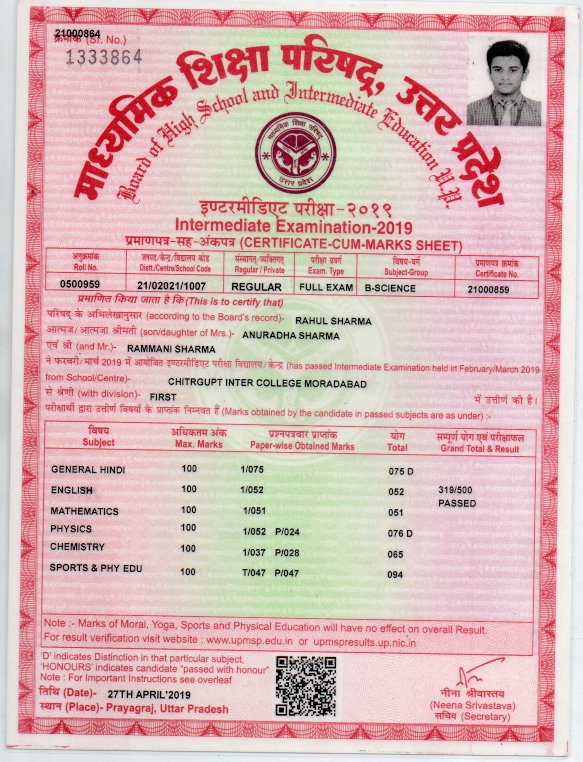 21000864
क्रमांक (Sr. No.)
1333864
माध्यमिक शिक्षा परिषद्, उत्तर प्रदेश
Board of High School and Intermediate Education U.P.
माध्यमिक शिक्षा परिषद्
उत्तर प्रदेश
इण्टरमीडिएट परीक्षा-२०१९
Intermediate Examination-2019
प्रमाणपत्र-सह-अंकपत्र (CERTIFICATE-CUM-MARKS SHEET)
अनुक्रमांक जनपद/केन्द्र/विद्यालय कोड संस्थागत/व्यक्तिगत परीक्षा प्रवर्ग विषय-वर्ग प्रमाणपत्र क्रमांक
Roll No. Distt./Centre/School Code Regular / Private Exam. Type Subject-Group Certificate No.
0500959 21/02021/1007 REGULAR FULL EXAM B-SCIENCE 21000859
प्रमाणित किया जाता है कि (This is to certify that)
परिषद् के अभिलेखानुसार (according to the Board's record)- RAHUL SHARMA
आत्मज/आत्मजा श्रीमती (son/daughter of Mrs.)- ANURADHA SHARMA
एवं श्री (and Mr.)- RAMMANI SHARMA
ने फरवरी/मार्च 2019 में आयोजित इण्टरमीडिएट परीक्षा विद्यालय/केन्द्र (has passed Intermediate Examination held in February/March 2019
from School/Centre)- CHITRGUPT INTER COLLEGE MORADABAD
से श्रेणी (with division)- FIRST में उत्तीर्ण की है।
परीक्षार्थी द्वारा उत्तीर्ण विषयों के प्राप्तांक निम्नवत हैं (Marks obtained by the candidate in passed subjects are as under) :-
विषय अधिकतम अंक प्रश्नपत्रवार प्राप्तांक योग सम्पूर्ण योग एवं परीक्षाफल
Subject Max. Marks Paper-wise Obtained Marks Total Grand Total & Result
GENERAL HINDI 100 1/075 075 D
ENGLISH 100 1/052 052 319/500
PASSED
MATHEMATICS 100 1/051 051
PHYSICS 100 1/052 P/024 076 D
CHEMISTRY 100 1/037 P/028 065
SPORTS & PHY EDU 100 T/047 P/047 094
Note :- Marks of Moral, Yoga, Sports and Physical Education will have no effect on overall Result.
For result verification visit website : www.upmsp.edu.in or upmspresults.up.nic.in
'D' indicates Distinction in that particular subject.
'HONOURS' indicates candidate "passed with honour"
Note : For Important Instructions see overleaf
तिथि (Date)- 27TH APRIL'2019
स्थान (Place)- Prayagraj, Uttar Pradesh
नीना श्रीवास्तव
(Neena Srivastava)
सचिव (Secretary)